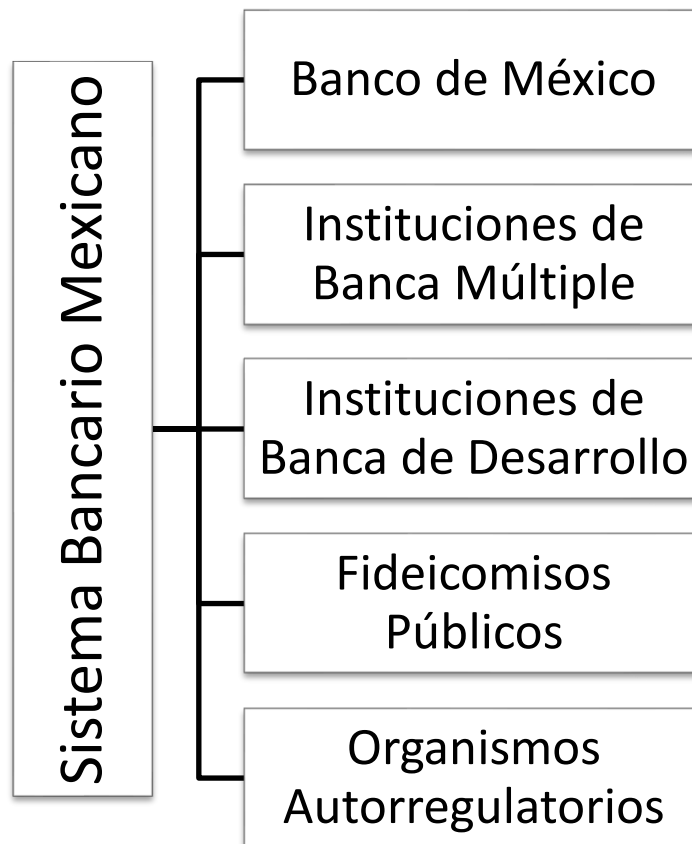 Sistema Bancario Mexicano
Banco de México
Instituciones de
Banca Múltiple
Instituciones de
Banca de Desarrollo
Fideicomisos
Públicos
Organismos
Autorregulatorios